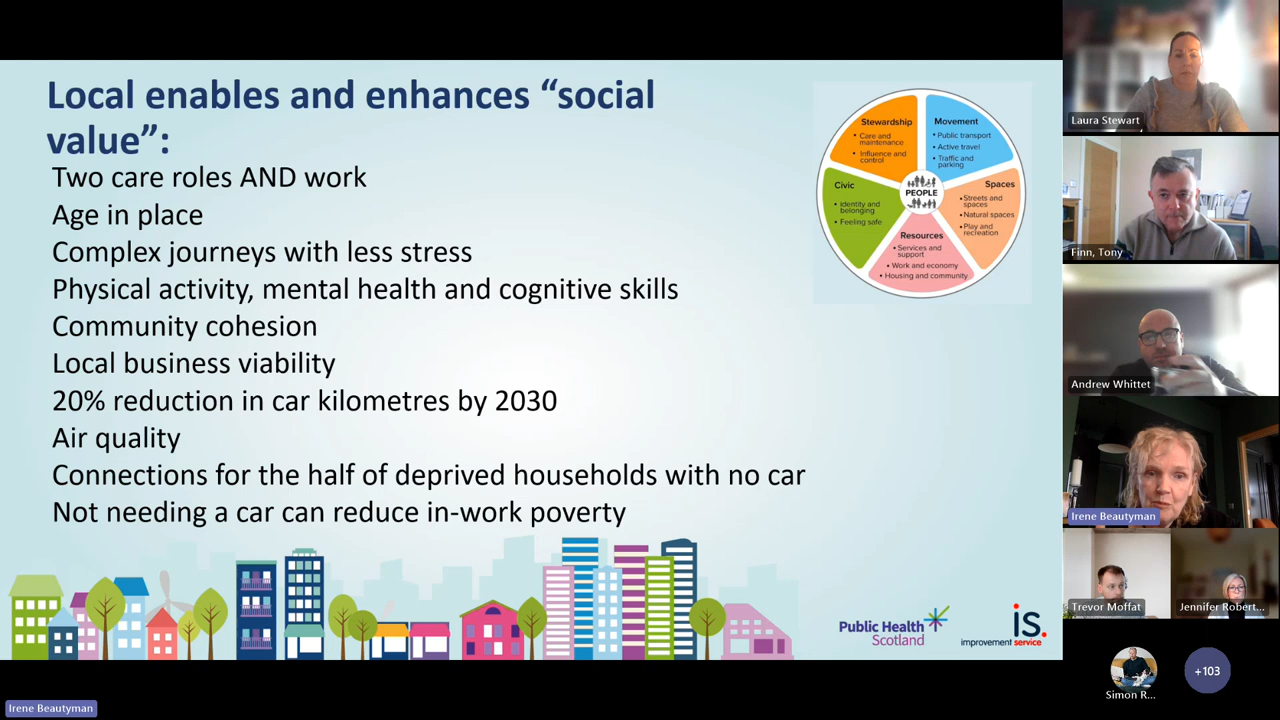 Local enables and enhances “social
value”:
Two care roles AND work
Age in place
Complex journeys with less stress
Physical activity, mental health and cognitive skills
Community cohesion
Local business viability
20% reduction in car kilometres by 2030
Air quality
Connections for the half of deprived households with no car
Not needing a car can reduce in-work poverty
Stewardship
• Care and
maintenance
• Influence and
control
Movement
• Public transport
• Active travel
• Traffic and
parking
Civic
• Identity and
belonging
• Feeling safe
PEOPLE
Spaces
• Streets and
spaces
• Natural spaces
• Play and
recreation
Resources
• Services and
support
• Work and economy
• Housing and community
Public Health
Scotland
is.
improvement service
Laura Stewart
Finn, Tony
Andrew Whittet
Irene Beautyman
Trevor Moffat
Jennifer Robert...
Simon R...
+103
Irene Beautyman